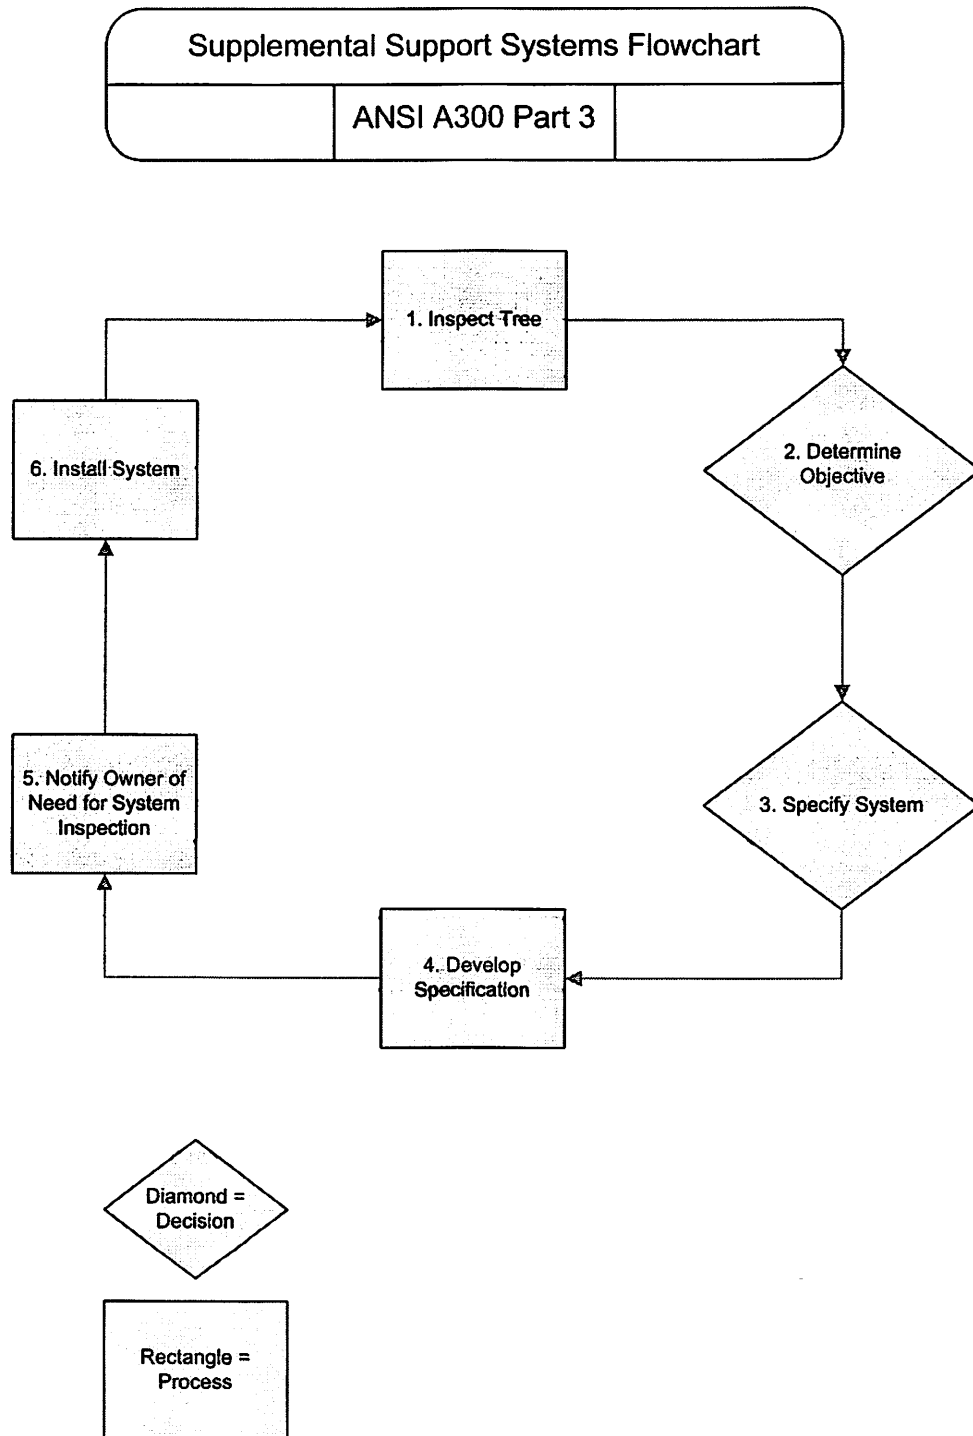 Supplemental Support Systems Flowchart
ANSI A300 Part 3
1. Inspect Tree
2. Determine
Objective
3. Specify System
4. Develop
Specification
5. Notify Owner of
Need for System
Inspection
6. Install System
Diamond =
Decision
Rectangle =
Process